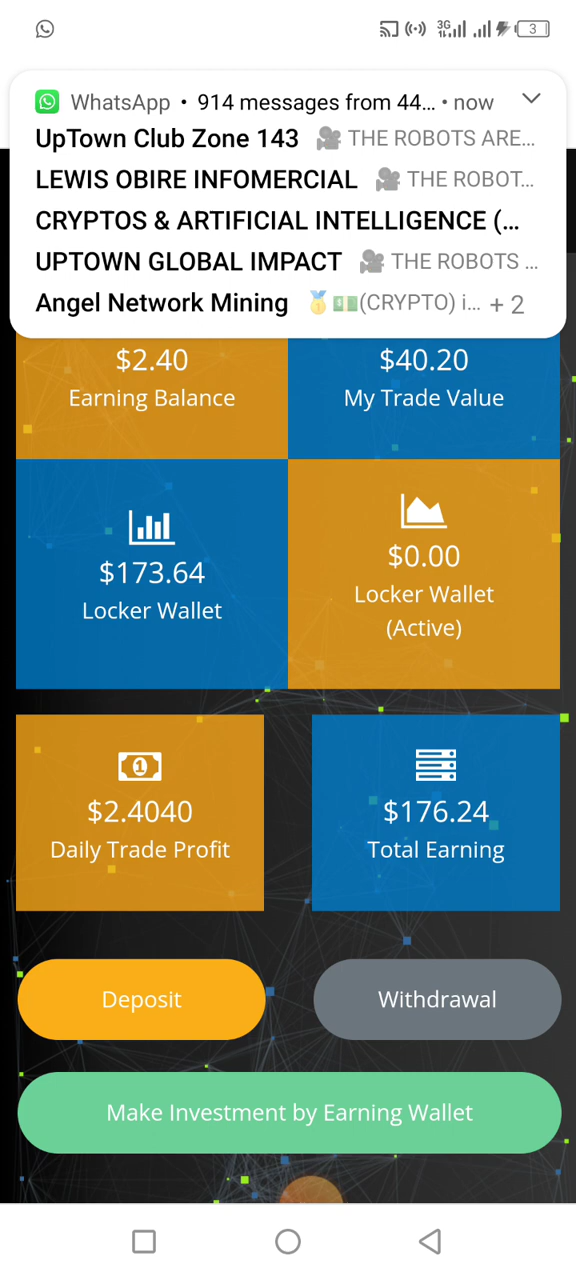 3G
3
WhatsApp • 914 messages from 44... • now
UpTown Club Zone 143 🎥 THE ROBOTS ARE...
LEWIS OBIRE INFOMERCIAL 🎥 THE ROBOT...
CRYPTOS & ARTIFICIAL INTELLIGENCE (...
UPTOWN GLOBAL IMPACT 🎥 THE ROBOTS ...
Angel Network Mining 🥇💵(CRYPTO) i... + 2
$2.40
Earning Balance
$40.20
My Trade Value
$173.64
Locker Wallet
$0.00
Locker Wallet
(Active)
1
$2.4040
Daily Trade Profit
$176.24
Total Earning
Deposit
Withdrawal
Make Investment by Earning Wallet